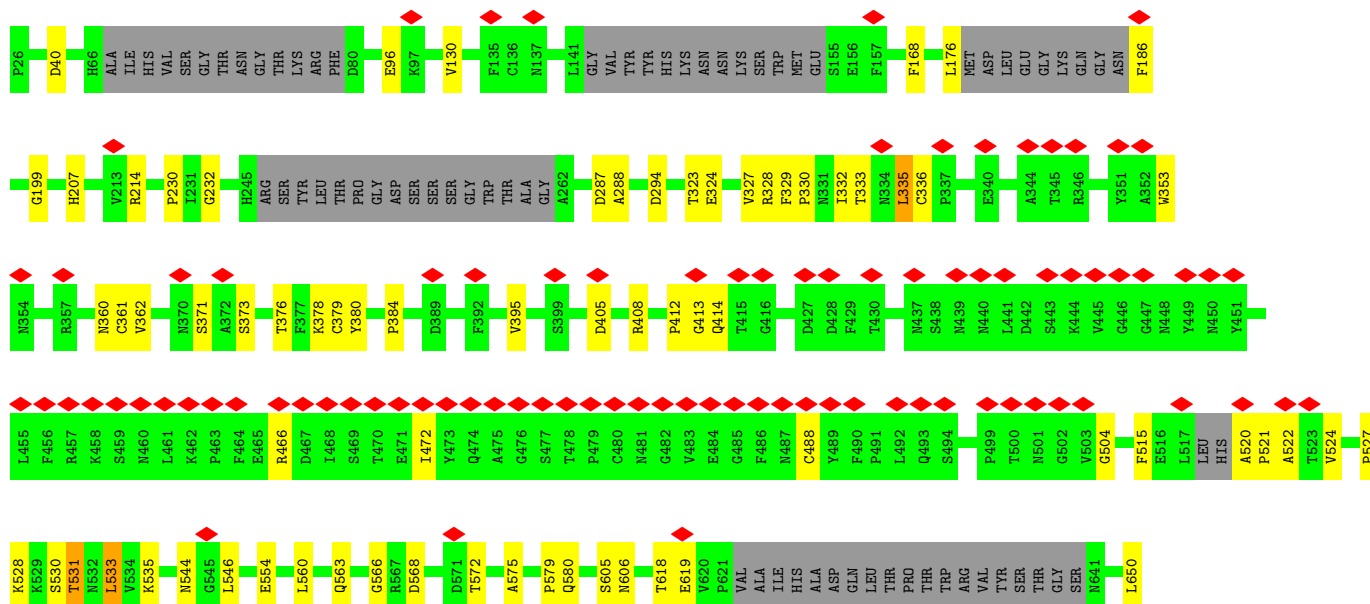 P26 D40 H66 ALA ILE HIS VAL SER GLY THR ASN GLY THR LYS ARG PHE D80 E96 K97 V130 F135 C136 N137 L141 GLY VAL TYR TYR HIS LYS ASN ASN LYS SER TRP MET GLU S155 E156 F157 F168 L176 MET ASP LEU GLU GLY LYS GLN GLY ASN F186
G199 H207 V213 R214 P230 I231 G232 H245 ARG SER TYR LEU THR PRO GLY ASP SER SER SER GLY TRP THR ALA GLY A262 D287 A288 D294 T323 E324 V327 R328 F329 P330 N331 I332 T333 N334 L335 C336 P337 E340 A344 T345 R346 Y351 A352 W353
N354 R357 N360 C361 V362 N370 S371 A372 S373 T376 F377 K378 C379 Y380 P384 D389 F392 V395 S399 D405 R408 P412 G413 Q414 T415 G416 D427 D428 F429 T430 N437 S438 N439 N440 L441 D442 S443 K444 V445 G446 G447 N448 Y449 N450 Y451
L455 F456 R457 K458 S459 N460 L461 K462 P463 F464 E465 R466 D467 I468 S469 T470 E471 I472 Y473 Q474 A475 G476 S477 T478 P479 C480 N481 G482 V483 E484 G485 F486 N487 C488 Y489 F490 P491 L492 Q493 S494 P499 T500 N501 G502 V503 G504 F515 E516 L517 LEU HIS A520 P521 A522 T523 V524 P527
K528 K529 S530 T531 N532 L533 V534 K535 N544 G545 L546 E554 L560 Q563 G566 R567 D568 D571 T572 A575 P579 Q580 S605 N606 T618 E619 V620 P621 VAL ALA ILE HIS ALA ASP GLN LEU THR PRO THR TRP ARG VAL TYR SER THR GLY SER N641 L650